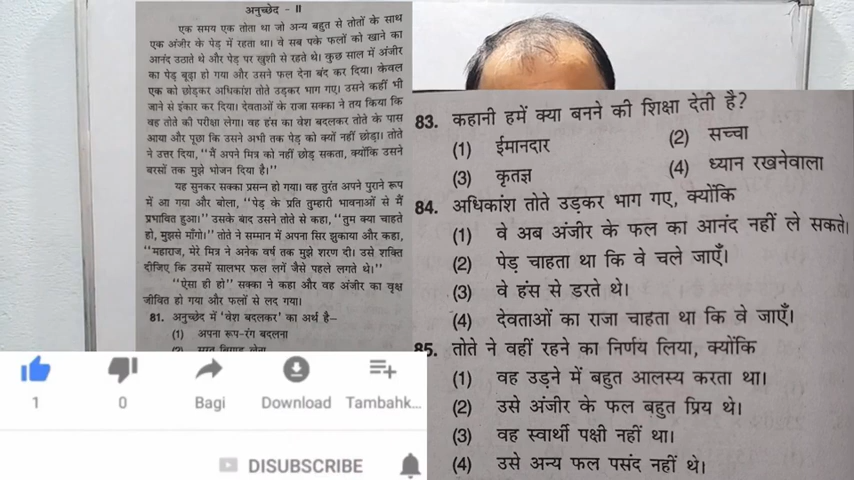 अनुच्छेद - II
एक समय एक तोता था जो अन्य बहुत से तोतों के साथ
एक अंजीर के पेड़ में रहता था। वे सब पके फलों को खाने का
आनंद उठाते थे और पेड़ पर खुशी से रहते थे। कुछ साल में अंजीर
का पेड़ बूढ़ा हो गया और उसने फल देना बंद कर दिया। केवल
एक को छोड़कर अधिकांश तोते उड़कर भाग गए। उसने कहीं भी
जाने से इंकार कर दिया। देवताओं के राजा सक्का ने तय किया कि
वह तोते की परीक्षा लेगा। वह हंस का वेश बदलकर तोते के पास
आया और पूछा कि उसने अभी तक पेड़ को क्यों नहीं छोड़ा। तोते
ने उत्तर दिया, ‘‘मैं अपने मित्र को नहीं छोड़ सकता, क्योंकि उसने
बरसों तक मुझे भोजन दिया है।’’
यह सुनकर सक्का प्रसन्न हो गया। वह तुरंत अपने पुराने रूप
में आ गया और बोला, ‘‘पेड़ के प्रति तुम्हारी भावनाओं से मैं
प्रभावित हुआ।’’ उसके बाद उसने तोते से कहा, ‘‘तुम क्या चाहते
हो, मुझसे माँगो।’’ तोते ने सम्मान में अपना सिर झुकाया और कहा,
‘‘महाराज, मेरे मित्र ने अनेक वर्ष तक मुझे शरण दी। उसे शक्ति
दीजिए कि उसमें सालभर फल लगें जैसे पहले लगते थे।’’
‘‘ऐसा ही हो’’ सक्का ने कहा और वह अंजीर का वृक्ष
जीवित हो गया और फलों से लद गया।
81. अनुच्छेद में ‘वेश बदलकर’ का अर्थ है–
(1) अपना रूप-रंग बदलना
(2)
83. कहानी हमें क्या बनने की शिक्षा देती है?
(1) ईमानदार (2) सच्चा
(3) कृतज्ञ (4) ध्यान रखनेवाला
84. अधिकांश तोते उड़कर भाग गए, क्योंकि
(1) वे अब अंजीर के फल का आनंद नहीं ले सकते।
(2) पेड़ चाहता था कि वे चले जाएँ।
(3) वे हंस से डरते थे।
(4) देवताओं का राजा चाहता था कि वे जाएँ।
85. तोते ने वहीं रहने का निर्णय लिया, क्योंकि
(1) वह उड़ने में बहुत आलस्य करता था।
(2) उसे अंजीर के फल बहुत प्रिय थे।
(3) वह स्वार्थी पक्षी नहीं था।
(4) उसे अन्य फल पसंद नहीं थे।
1 0 Bagi Download Tambahk...
DISUBSCRIBE